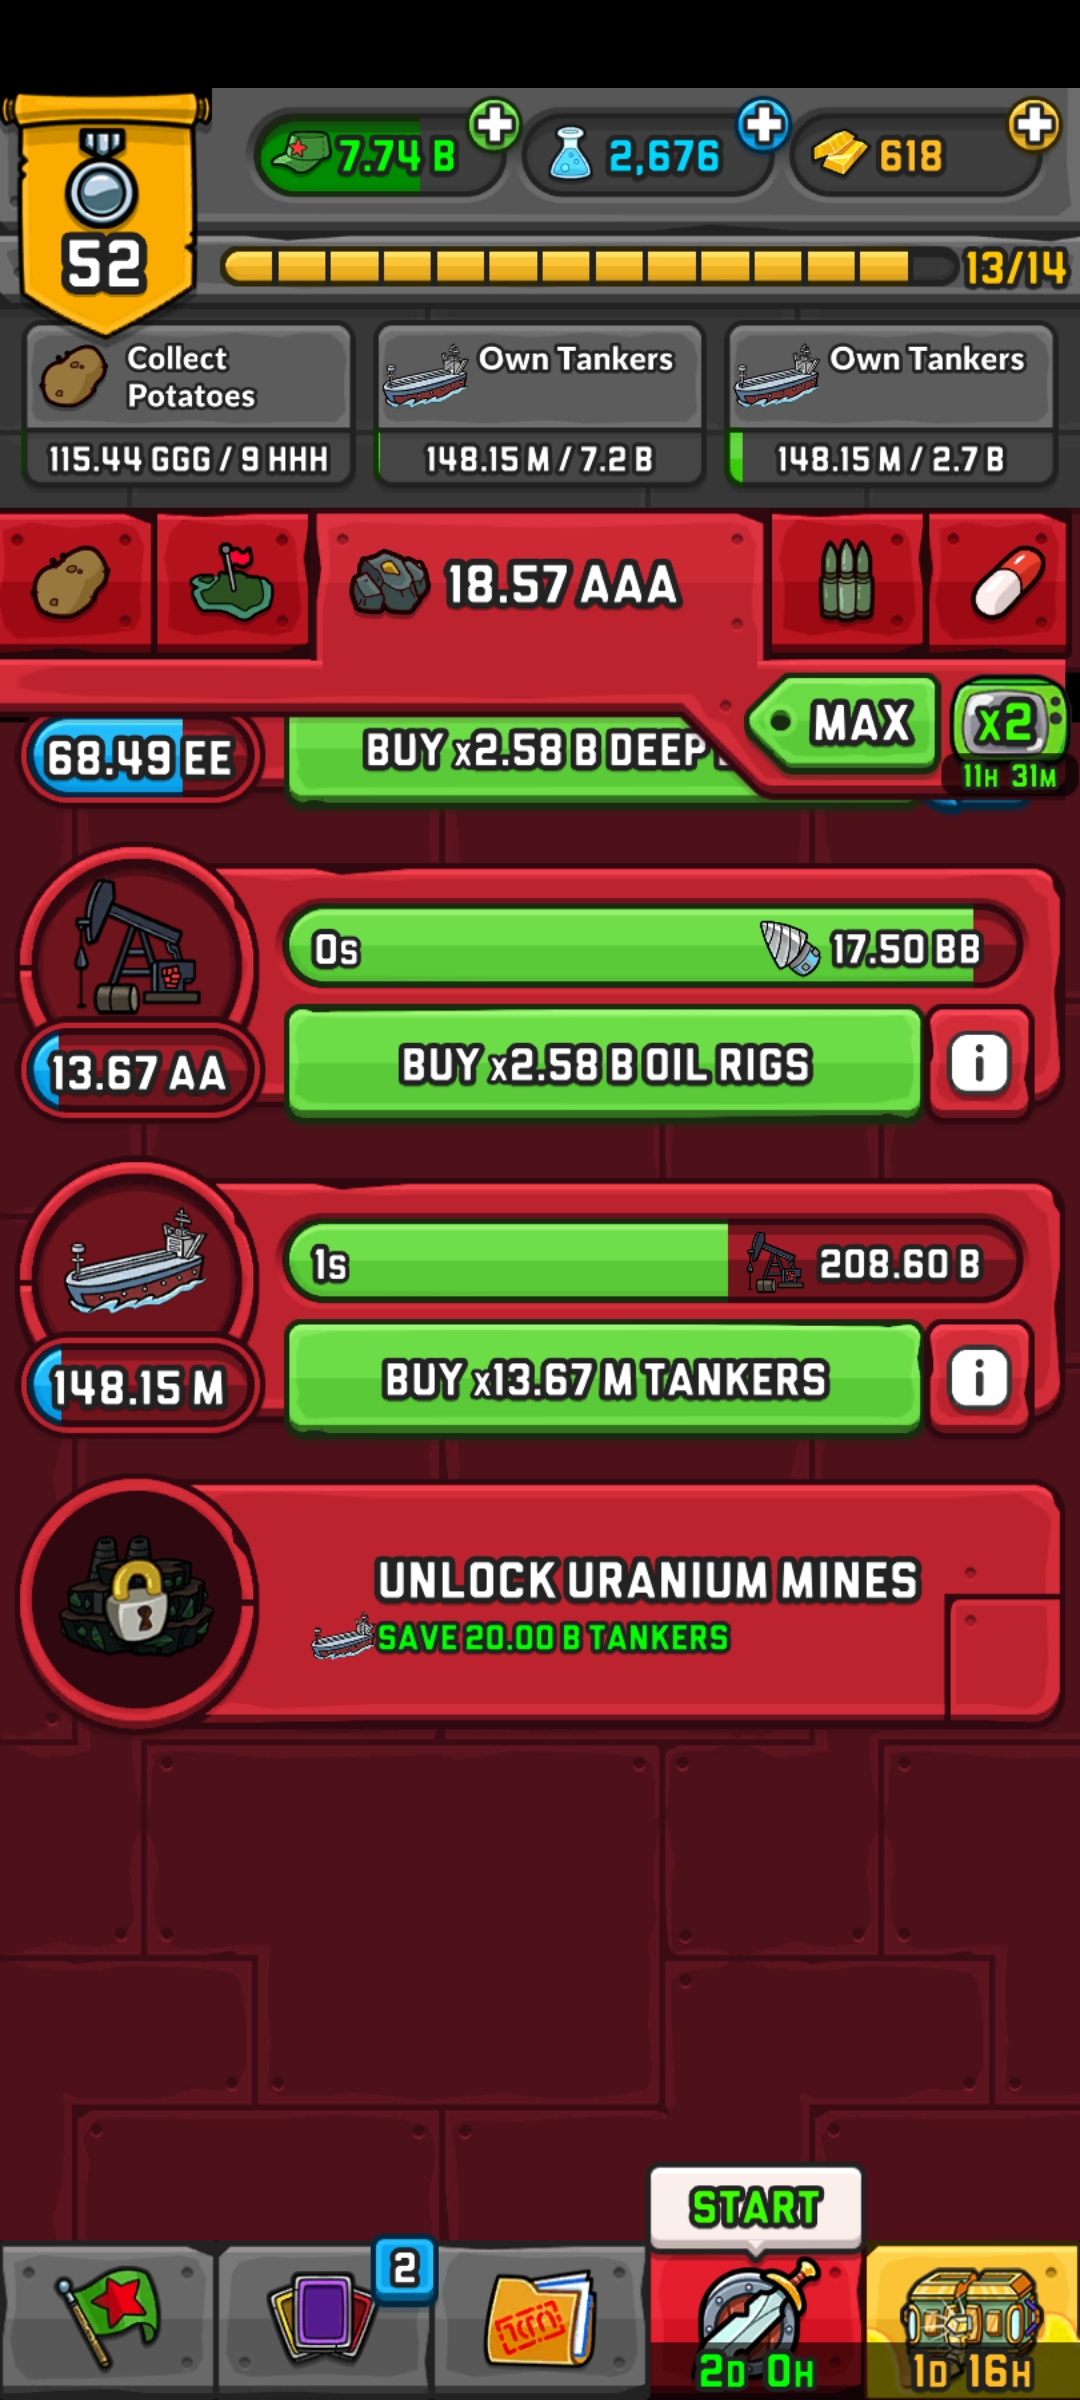 52
7.74 B
2,676
618
13/14
Collect
Potatoes
115.44 GGG / 9 HHH
Own Tankers
148.15 M / 7.2 B
Own Tankers
148.15 M / 2.7 B
18.57 AAA
MAX
x2
11H 31M
68.49 EE
BUY x2.58 B DEEP
0s
17.50 BB
13.67 AA
BUY x2.58 B OIL RIGS
i
1s
208.60 B
148.15 M
BUY x13.67 M TANKERS
i
UNLOCK URANIUM MINES
SAVE 20.00 B TANKERS
START
2
2D 0H
1D 16H